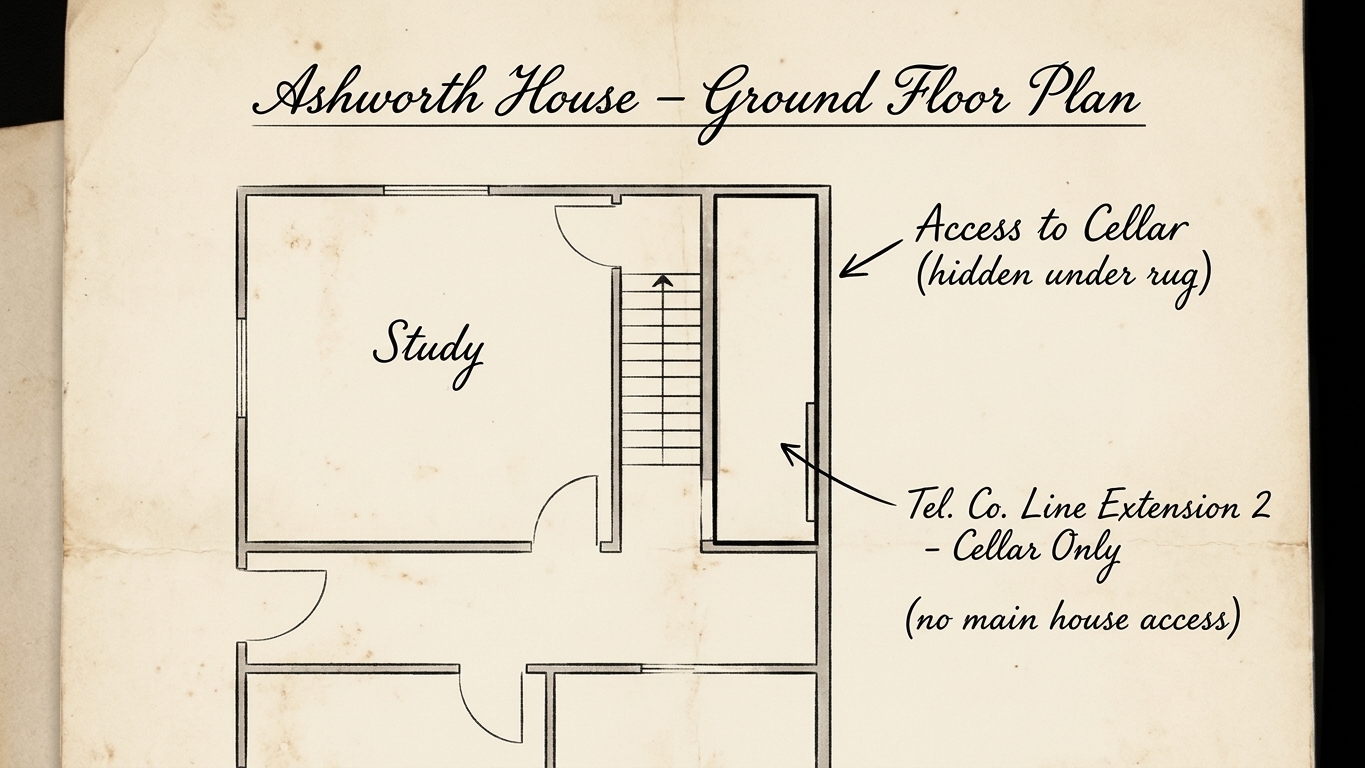 Ashworth House – Ground Floor Plan
Access to Cellar
(hidden under rug)
Study
Tel. Co. Line Extension 2
- Cellar Only
(no main house access)